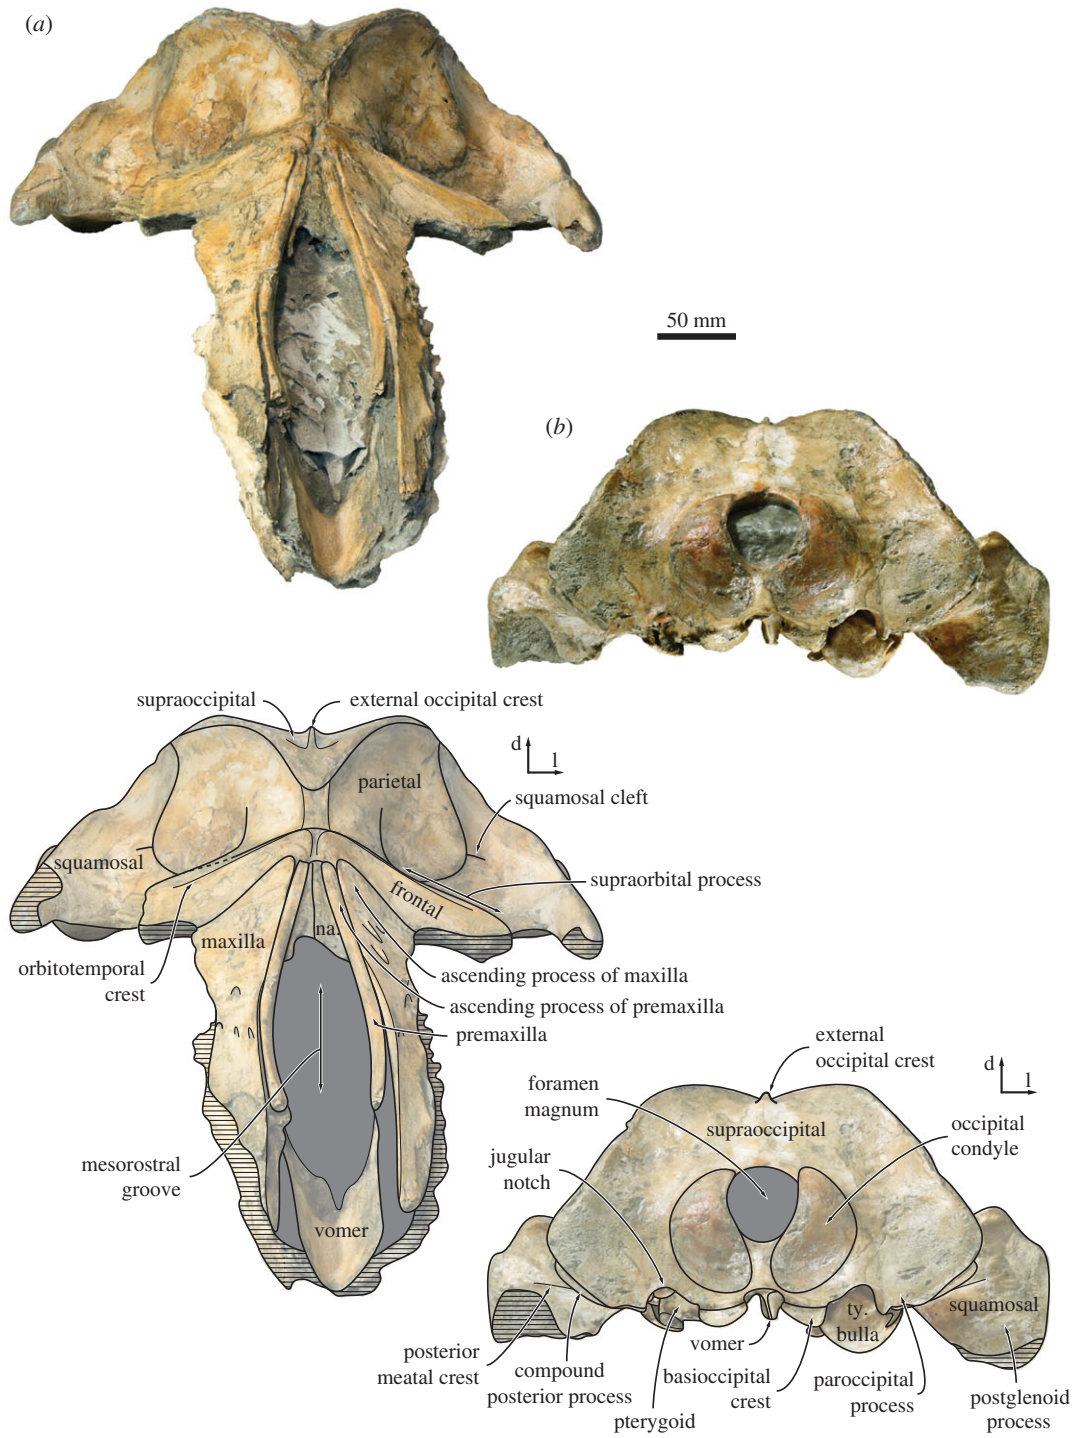 (a)
50 mm
(b)
supraoccipital
external occipital crest
d
l
parietal
squamosal cleft
squamosal
supraorbital process
frontal
na.
maxilla
orbitotemporal
crest
ascending process of maxilla
ascending process of premaxilla
premaxilla
mesorostral
groove
vomer
external
occipital crest
d
l
foramen
magnum
supraoccipital
occipital
condyle
jugular
notch
squamosal
ty.
bulla
vomer
posterior
meatal crest
compound
posterior process
pterygoid
basioccipital
crest
paroccipital
process
postglenoid
process